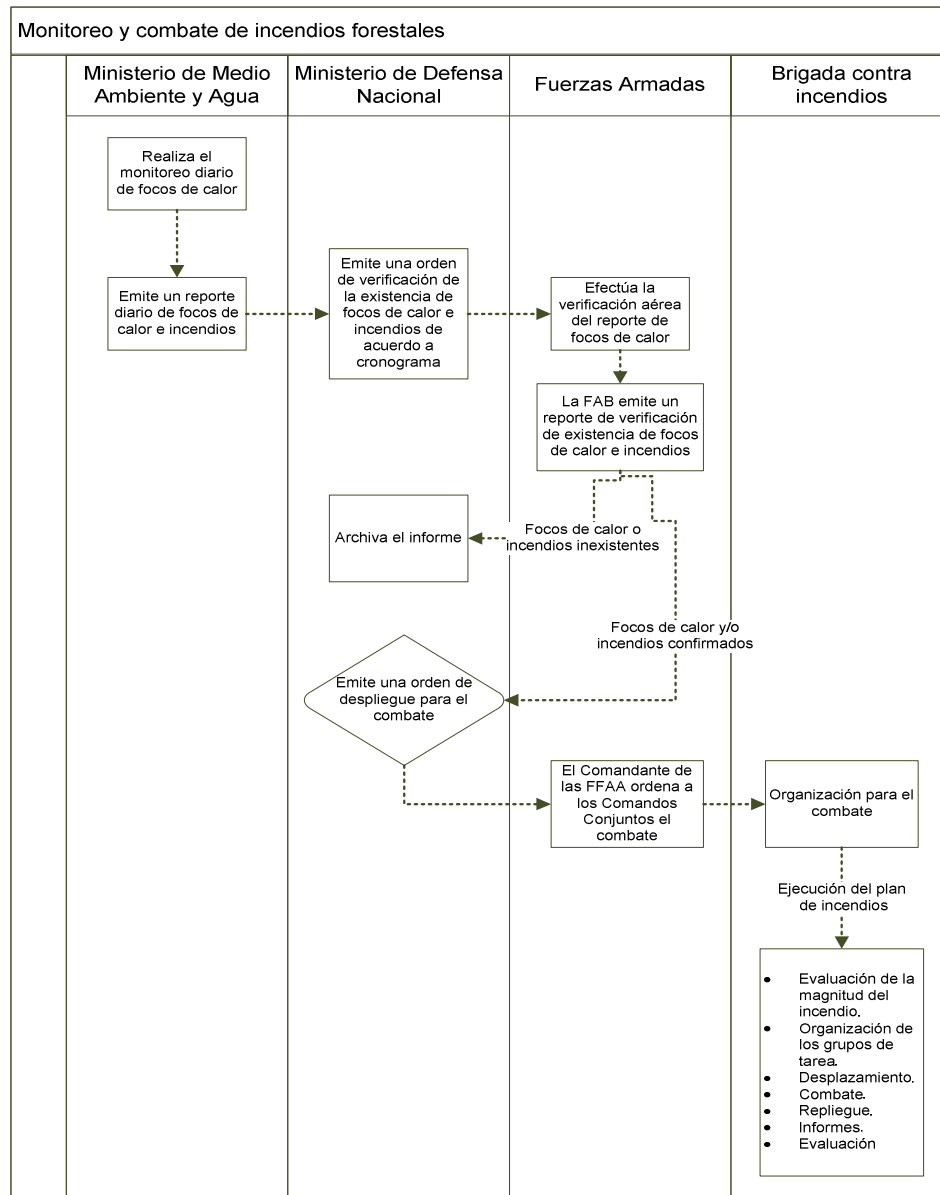 Monitoreo y combate de incendios forestales
Ministerio de Medio
Ambiente y Agua
Ministerio de Defensa
Nacional
Fuerzas Armadas
Brigada contra
incendios
Realiza el
monitoreo diario
de focos de calor
Emite un reporte
diario de focos de
calor e incendios
Emite una orden
de verificación de
la existencia de
focos de calor e
incendios de
acuerdo a
cronograma
Efectúa la
verificación aérea
del reporte de
focos de calor
La FAB emite un
reporte de verificación
de existencia de focos
de calor e incendios
Focos de calor o
incendios inexistentes
Archiva el informe
Focos de calor y/o
incendios confirmados
Emite una orden de
despliegue para el
combate
El Comandante de
las FFAA ordena a
los Comandos
Conjuntos el
combate
Organización para el
combate
Ejecución del plan
de incendios
• Evaluación de la
magnitud del
incendio.
• Organización de
los grupos de
tarea.
• Desplazamiento.
• Combate.
• Repliegue.
• Informes.
• Evaluación